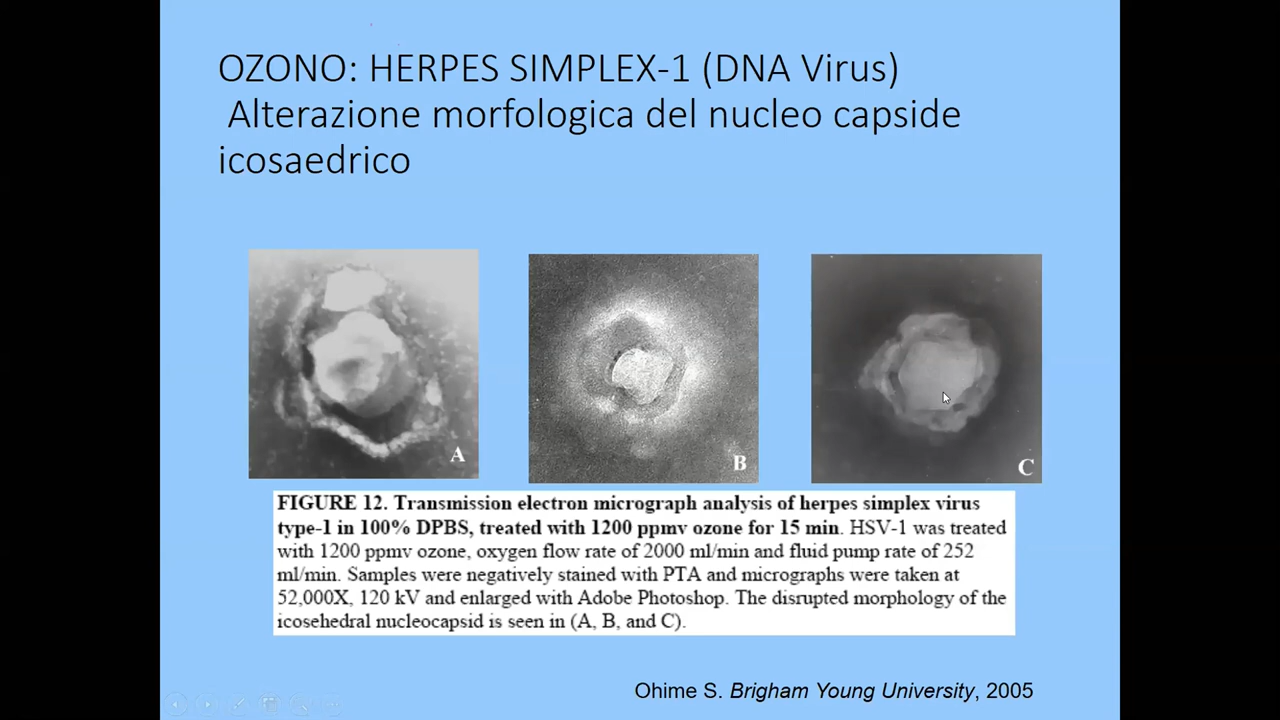 OZONO: HERPES SIMPLEX-1 (DNA Virus)
Alterazione morfologica del nucleo capside
icosaedrico
A
B
C
FIGURE 12. Transmission electron micrograph analysis of herpes simplex virus
type-1 in 100% DPBS, treated with 1200 ppmv ozone for 15 min. HSV-1 was treated
with 1200 ppmv ozone, oxygen flow rate of 2000 ml/min and fluid pump rate of 252
ml/min. Samples were negatively stained with PTA and micrographs were taken at
52,000X, 120 kV and enlarged with Adobe Photoshop. The disrupted morphology of the
icosehedral nucleocapsid is seen in (A, B, and C).
Ohime S. Brigham Young University, 2005